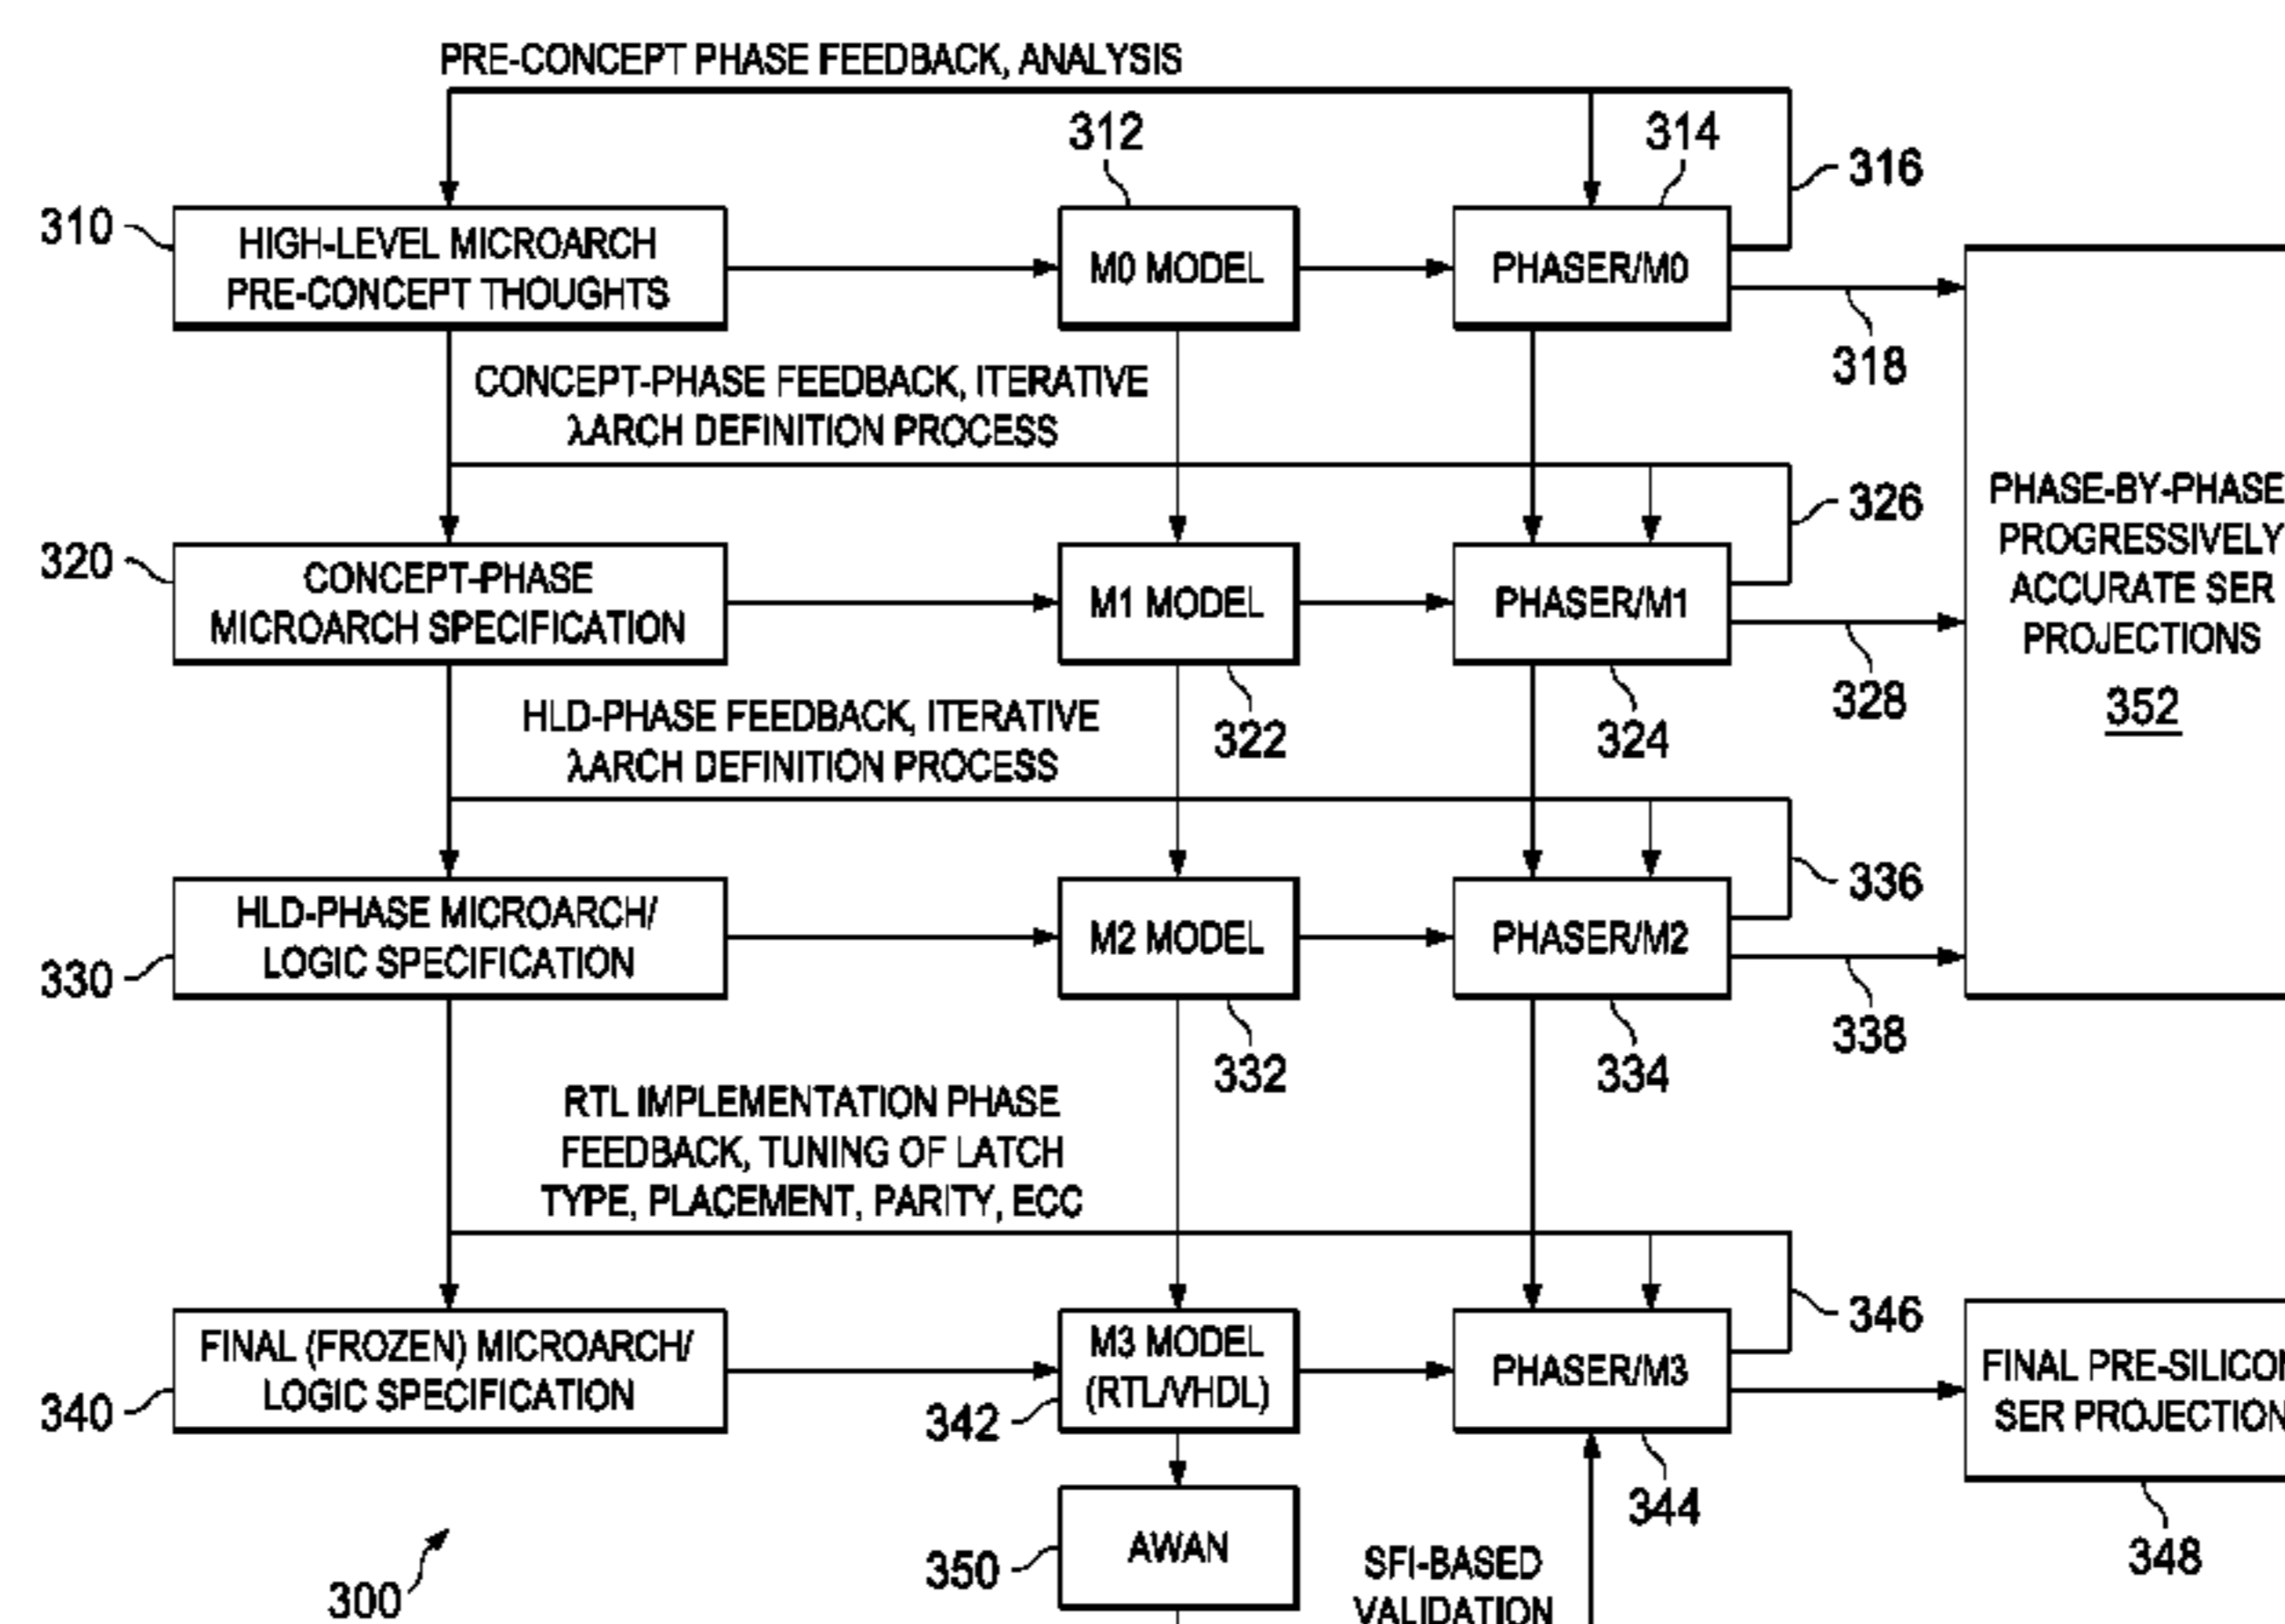 PRE-CONCEPT PHASE FEEDBACK, ANALYSIS
312
314
316
310
HIGH-LEVEL MICROARCH
PRE-CONCEPT THOUGHTS
M0 MODEL
PHASER/M0
318
CONCEPT-PHASE FEEDBACK, ITERATIVE
λARCH DEFINITION PROCESS
326
320
CONCEPT-PHASE
MICROARCH SPECIFICATION
M1 MODEL
PHASER/M1
322
324
328
PHASE-BY-PHASE
PROGRESSIVELY
ACCURATE SER
PROJECTIONS
352
HLD-PHASE FEEDBACK, ITERATIVE
λARCH DEFINITION PROCESS
336
330
HLD-PHASE MICROARCH/
LOGIC SPECIFICATION
M2 MODEL
PHASER/M2
332
334
338
RTL IMPLEMENTATION PHASE
FEEDBACK, TUNING OF LATCH
TYPE, PLACEMENT, PARITY, ECC
346
340
FINAL (FROZEN) MICROARCH/
LOGIC SPECIFICATION
M3 MODEL
(RTL/VHDL)
342
PHASER/M3
344
FINAL PRE-SILICON
SER PROJECTION
348
AWAN
350
SFI-BASED
VALIDATION
300